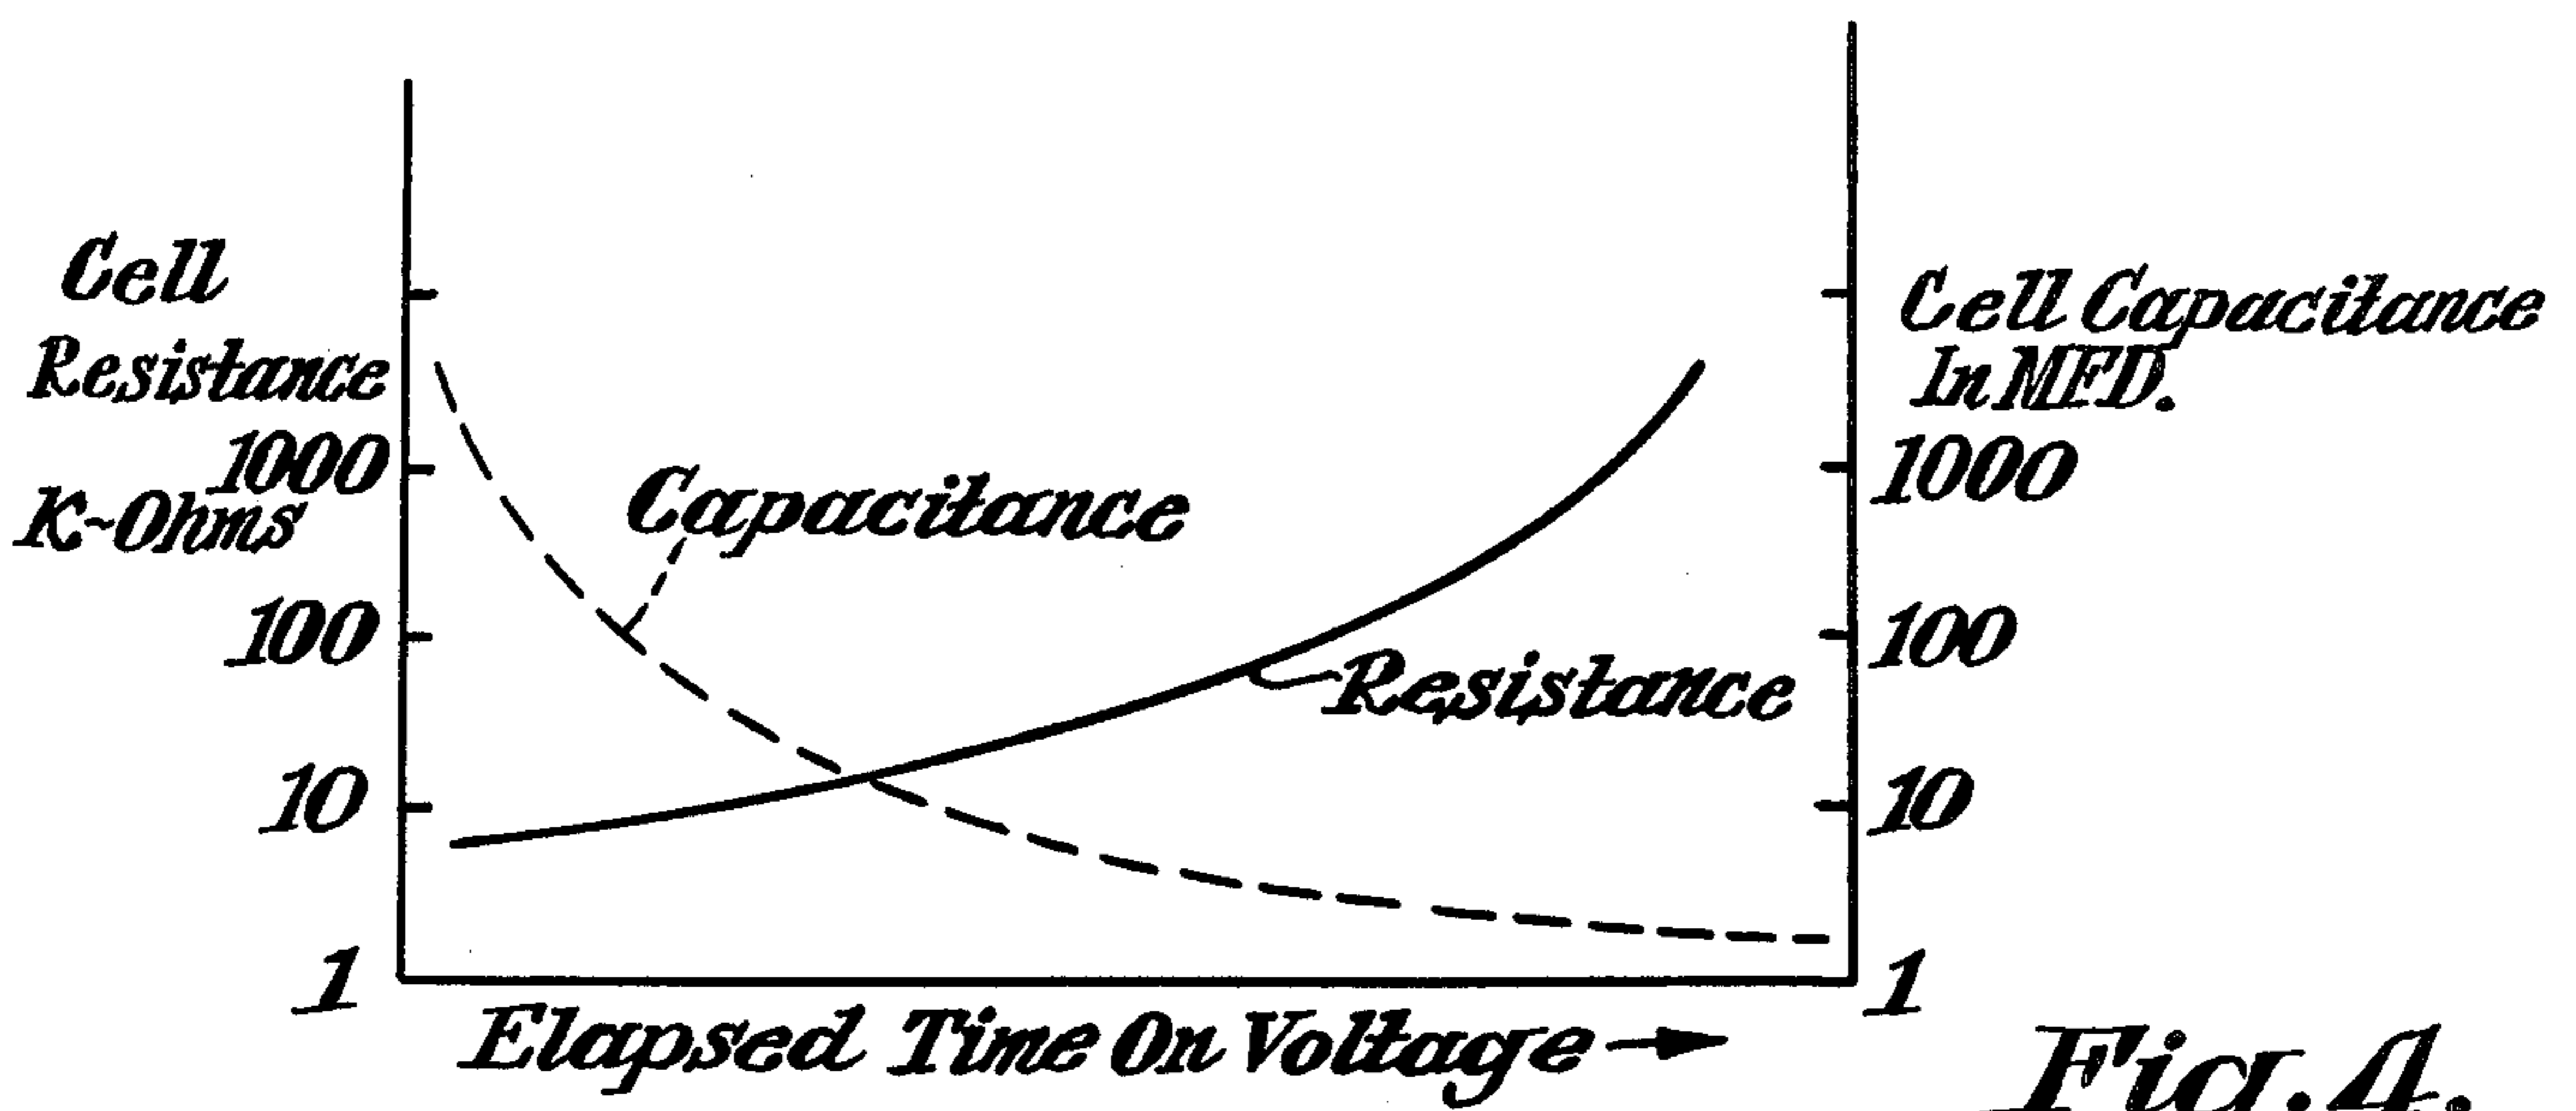 Cell
Resistance
1000
K-Ohms
100
10
1
Capacitance
Resistance
Cell Capacitance
In MFD.
1000
100
10
1
Elapsed Time On Voltage
Fig. 4.